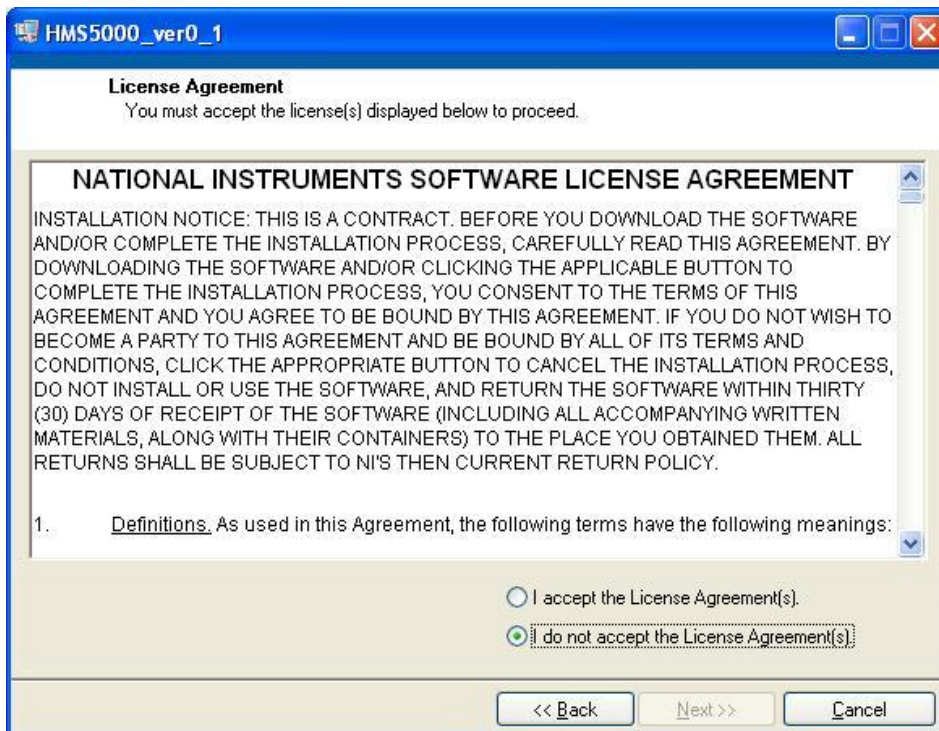 HMS5000_ver0_1
License Agreement
You must accept the license(s) displayed below to proceed.
NATIONAL INSTRUMENTS SOFTWARE LICENSE AGREEMENT
INSTALLATION NOTICE: THIS IS A CONTRACT. BEFORE YOU DOWNLOAD THE SOFTWARE
AND/OR COMPLETE THE INSTALLATION PROCESS, CAREFULLY READ THIS AGREEMENT. BY
DOWNLOADING THE SOFTWARE AND/OR CLICKING THE APPLICABLE BUTTON TO
COMPLETE THE INSTALLATION PROCESS, YOU CONSENT TO THE TERMS OF THIS
AGREEMENT AND YOU AGREE TO BE BOUND BY THIS AGREEMENT. IF YOU DO NOT WISH TO
BECOME A PARTY TO THIS AGREEMENT AND BE BOUND BY ALL OF ITS TERMS AND
CONDITIONS, CLICK THE APPROPRIATE BUTTON TO CANCEL THE INSTALLATION PROCESS,
DO NOT INSTALL OR USE THE SOFTWARE, AND RETURN THE SOFTWARE WITHIN THIRTY
(30) DAYS OF RECEIPT OF THE SOFTWARE (INCLUDING ALL ACCOMPANYING WRITTEN
MATERIALS, ALONG WITH THEIR CONTAINERS) TO THE PLACE YOU OBTAINED THEM. ALL
RETURNS SHALL BE SUBJECT TO NI'S THEN CURRENT RETURN POLICY.
1. Definitions. As used in this Agreement, the following terms have the following meanings:
I accept the License Agreement(s).
I do not accept the License Agreement(s).
<< Back Next >> Cancel